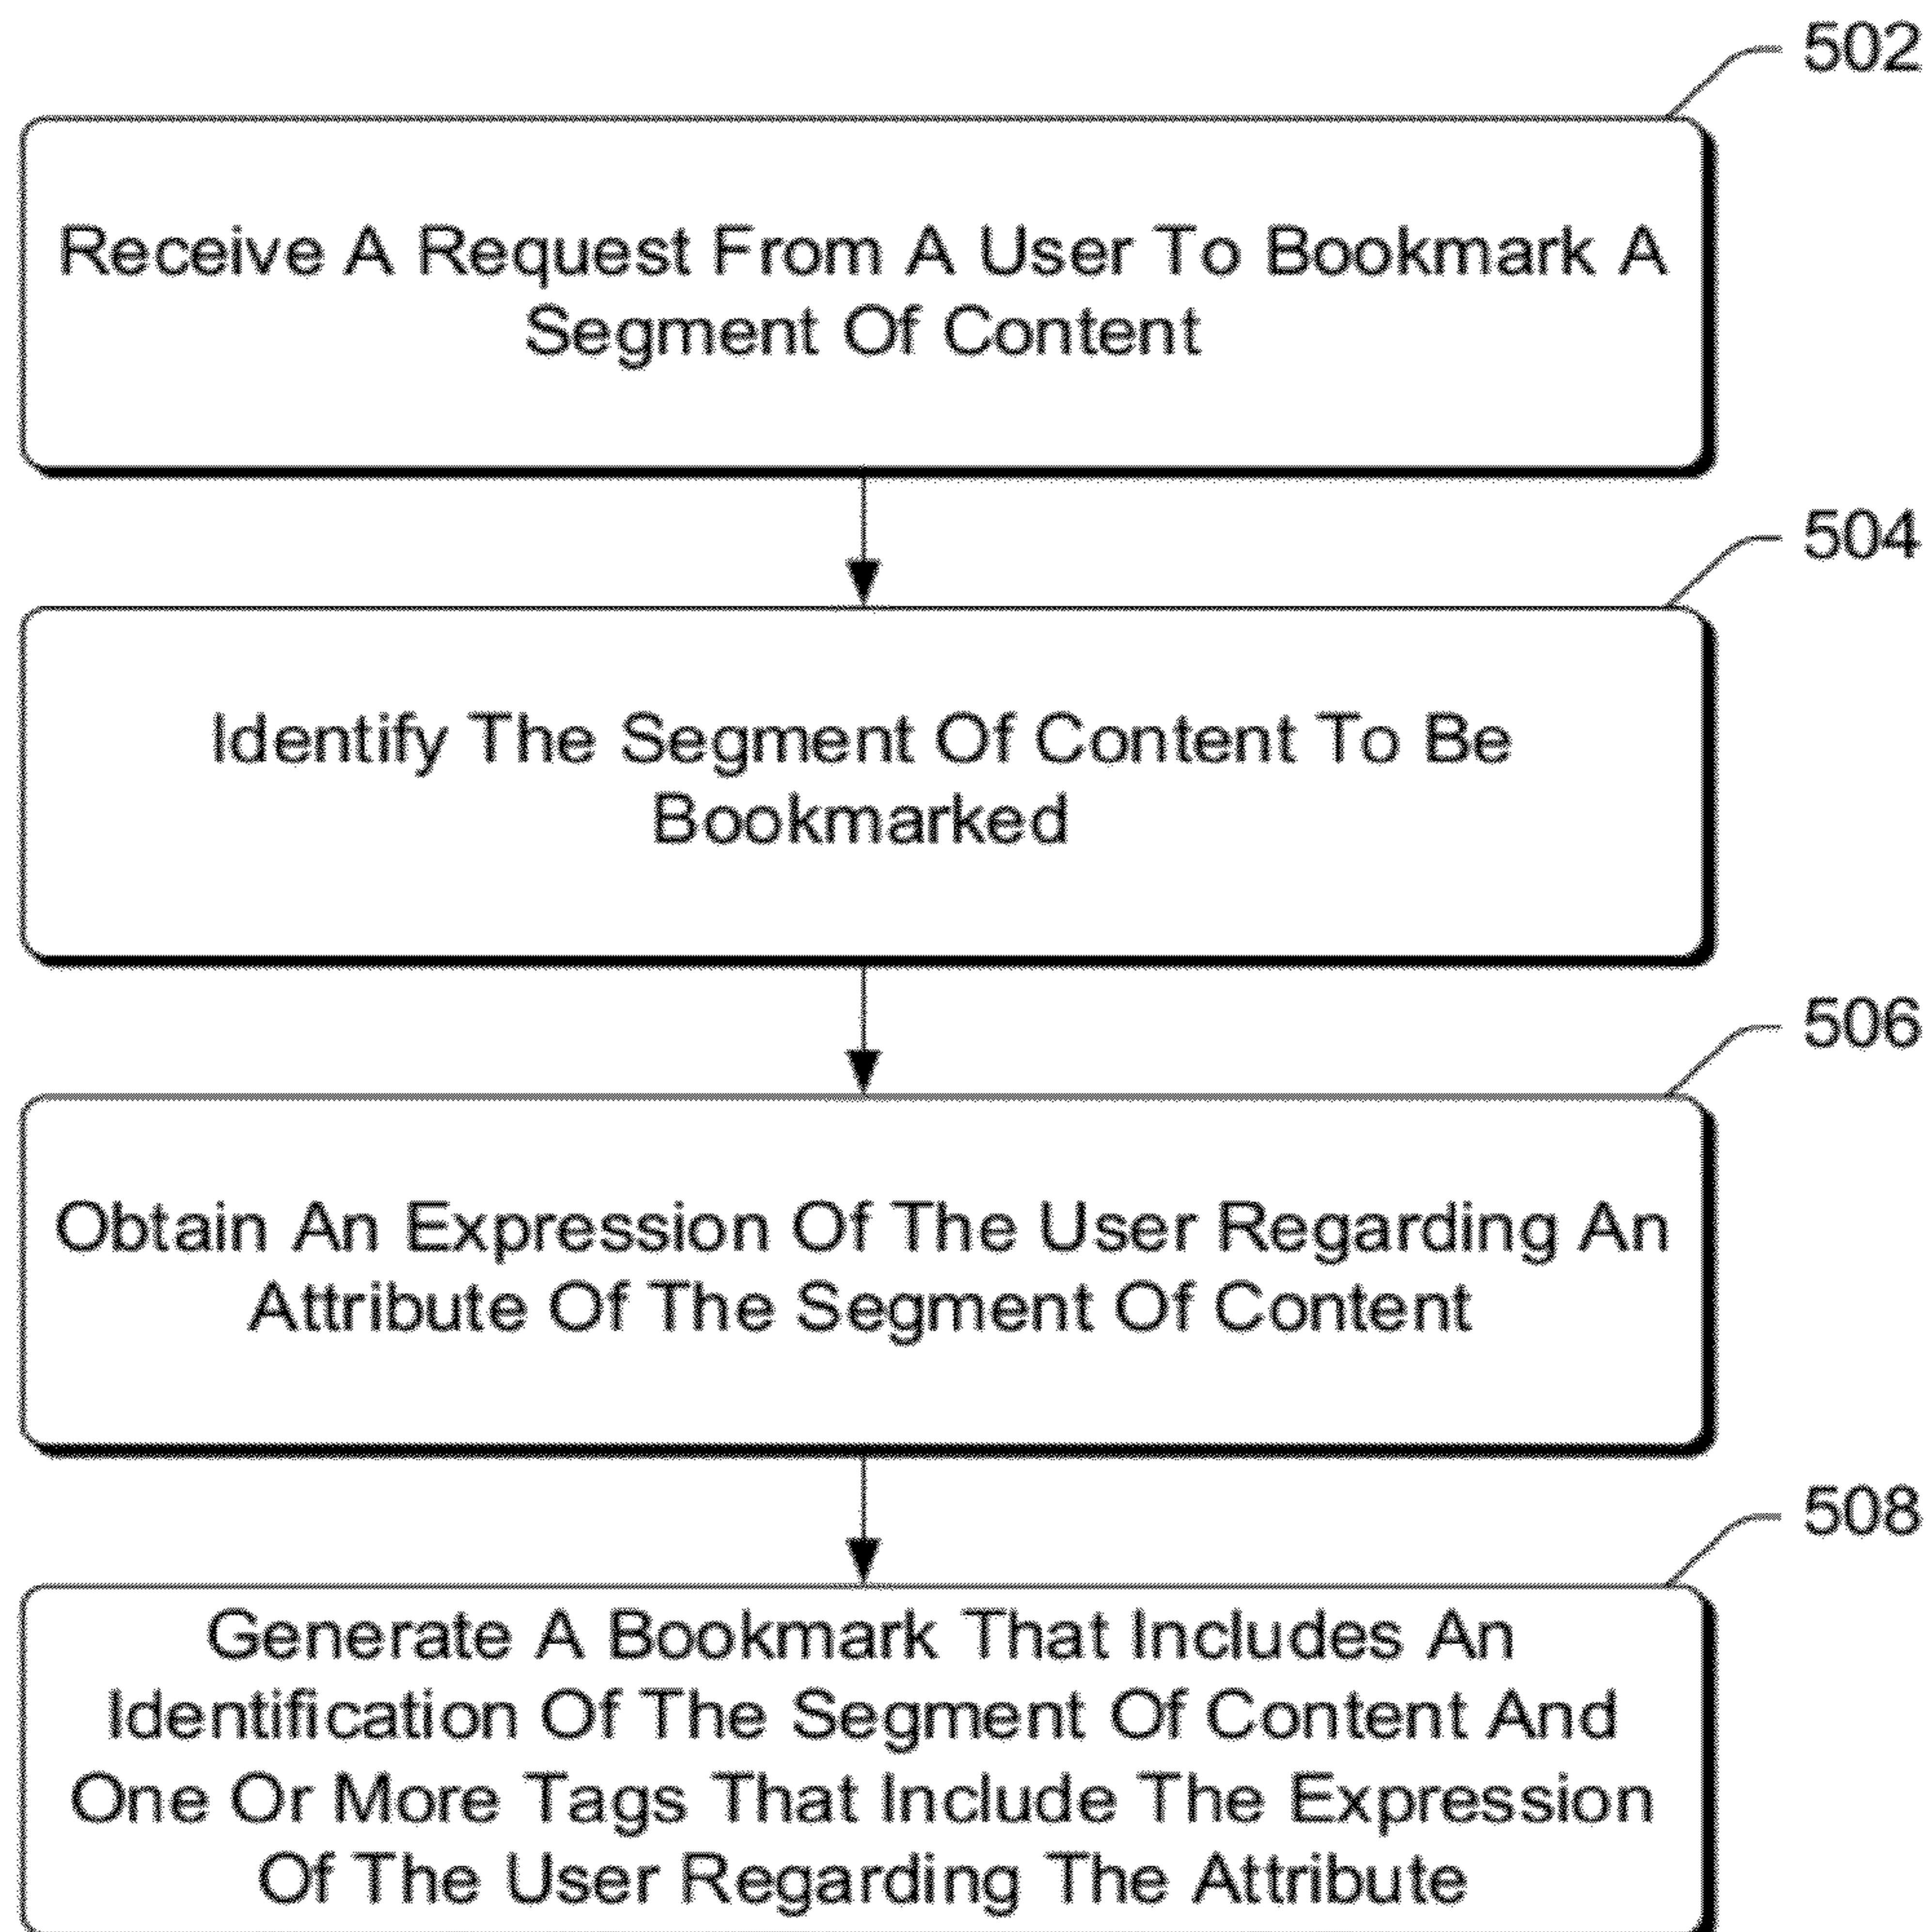 502
Receive A Request From A User To Bookmark A
Segment Of Content
504
Identify The Segment Of Content To Be
Bookmarked
506
Obtain An Expression Of The User Regarding An
Attribute Of The Segment Of Content
508
Generate A Bookmark That Includes An
Identification Of The Segment Of Content And
One Or More Tags That Include The Expression
Of The User Regarding The Attribute